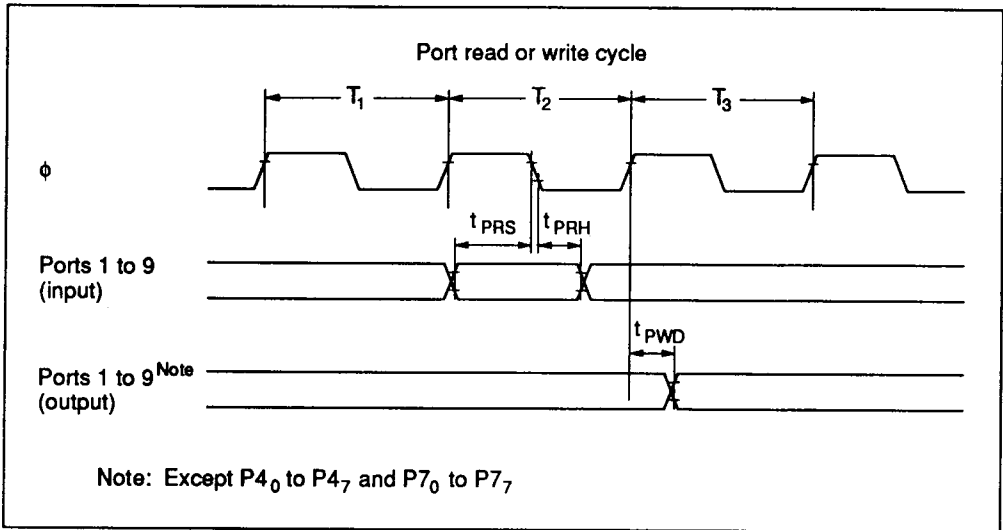 Port read or write cycle
T1 T2 T3
ϕ
tPRS tPRH
Ports 1 to 9
(input)
tPWD
Ports 1 to 9Note
(output)
Note: Except P40 to P47 and P70 to P77